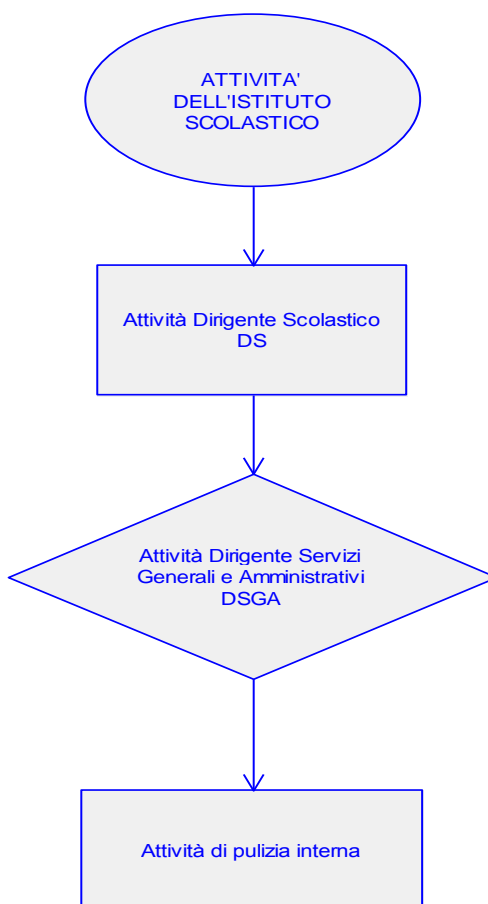 ATTIVITA'
DELL'ISTITUTO
SCOLASTICO
Attività Dirigente Scolastico
DS
Attività Dirigente Servizi
Generali e Amministrativi
DSGA
Attività di pulizia interna